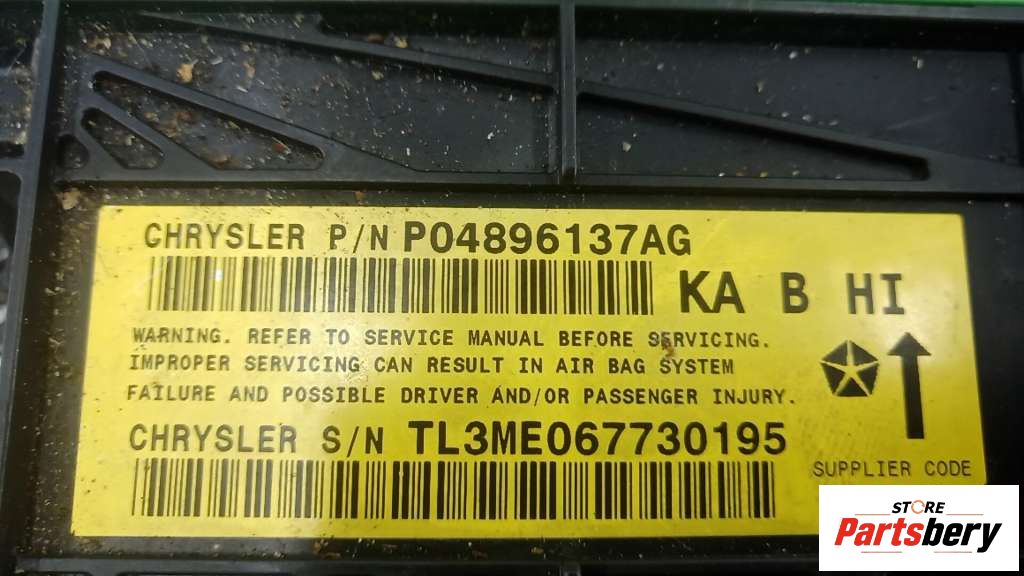 CHRYSLER P/N P04896137AG
KA B HI
WARNING. REFER TO SERVICE MANUAL BEFORE SERVICING.
IMPROPER SERVICING CAN RESULT IN AIR BAG SYSTEM
FAILURE AND POSSIBLE DRIVER AND/OR PASSENGER INJURY.
CHRYSLER S/N TL3ME067730195
SUPPLIER CODE
STORE
Partsbery